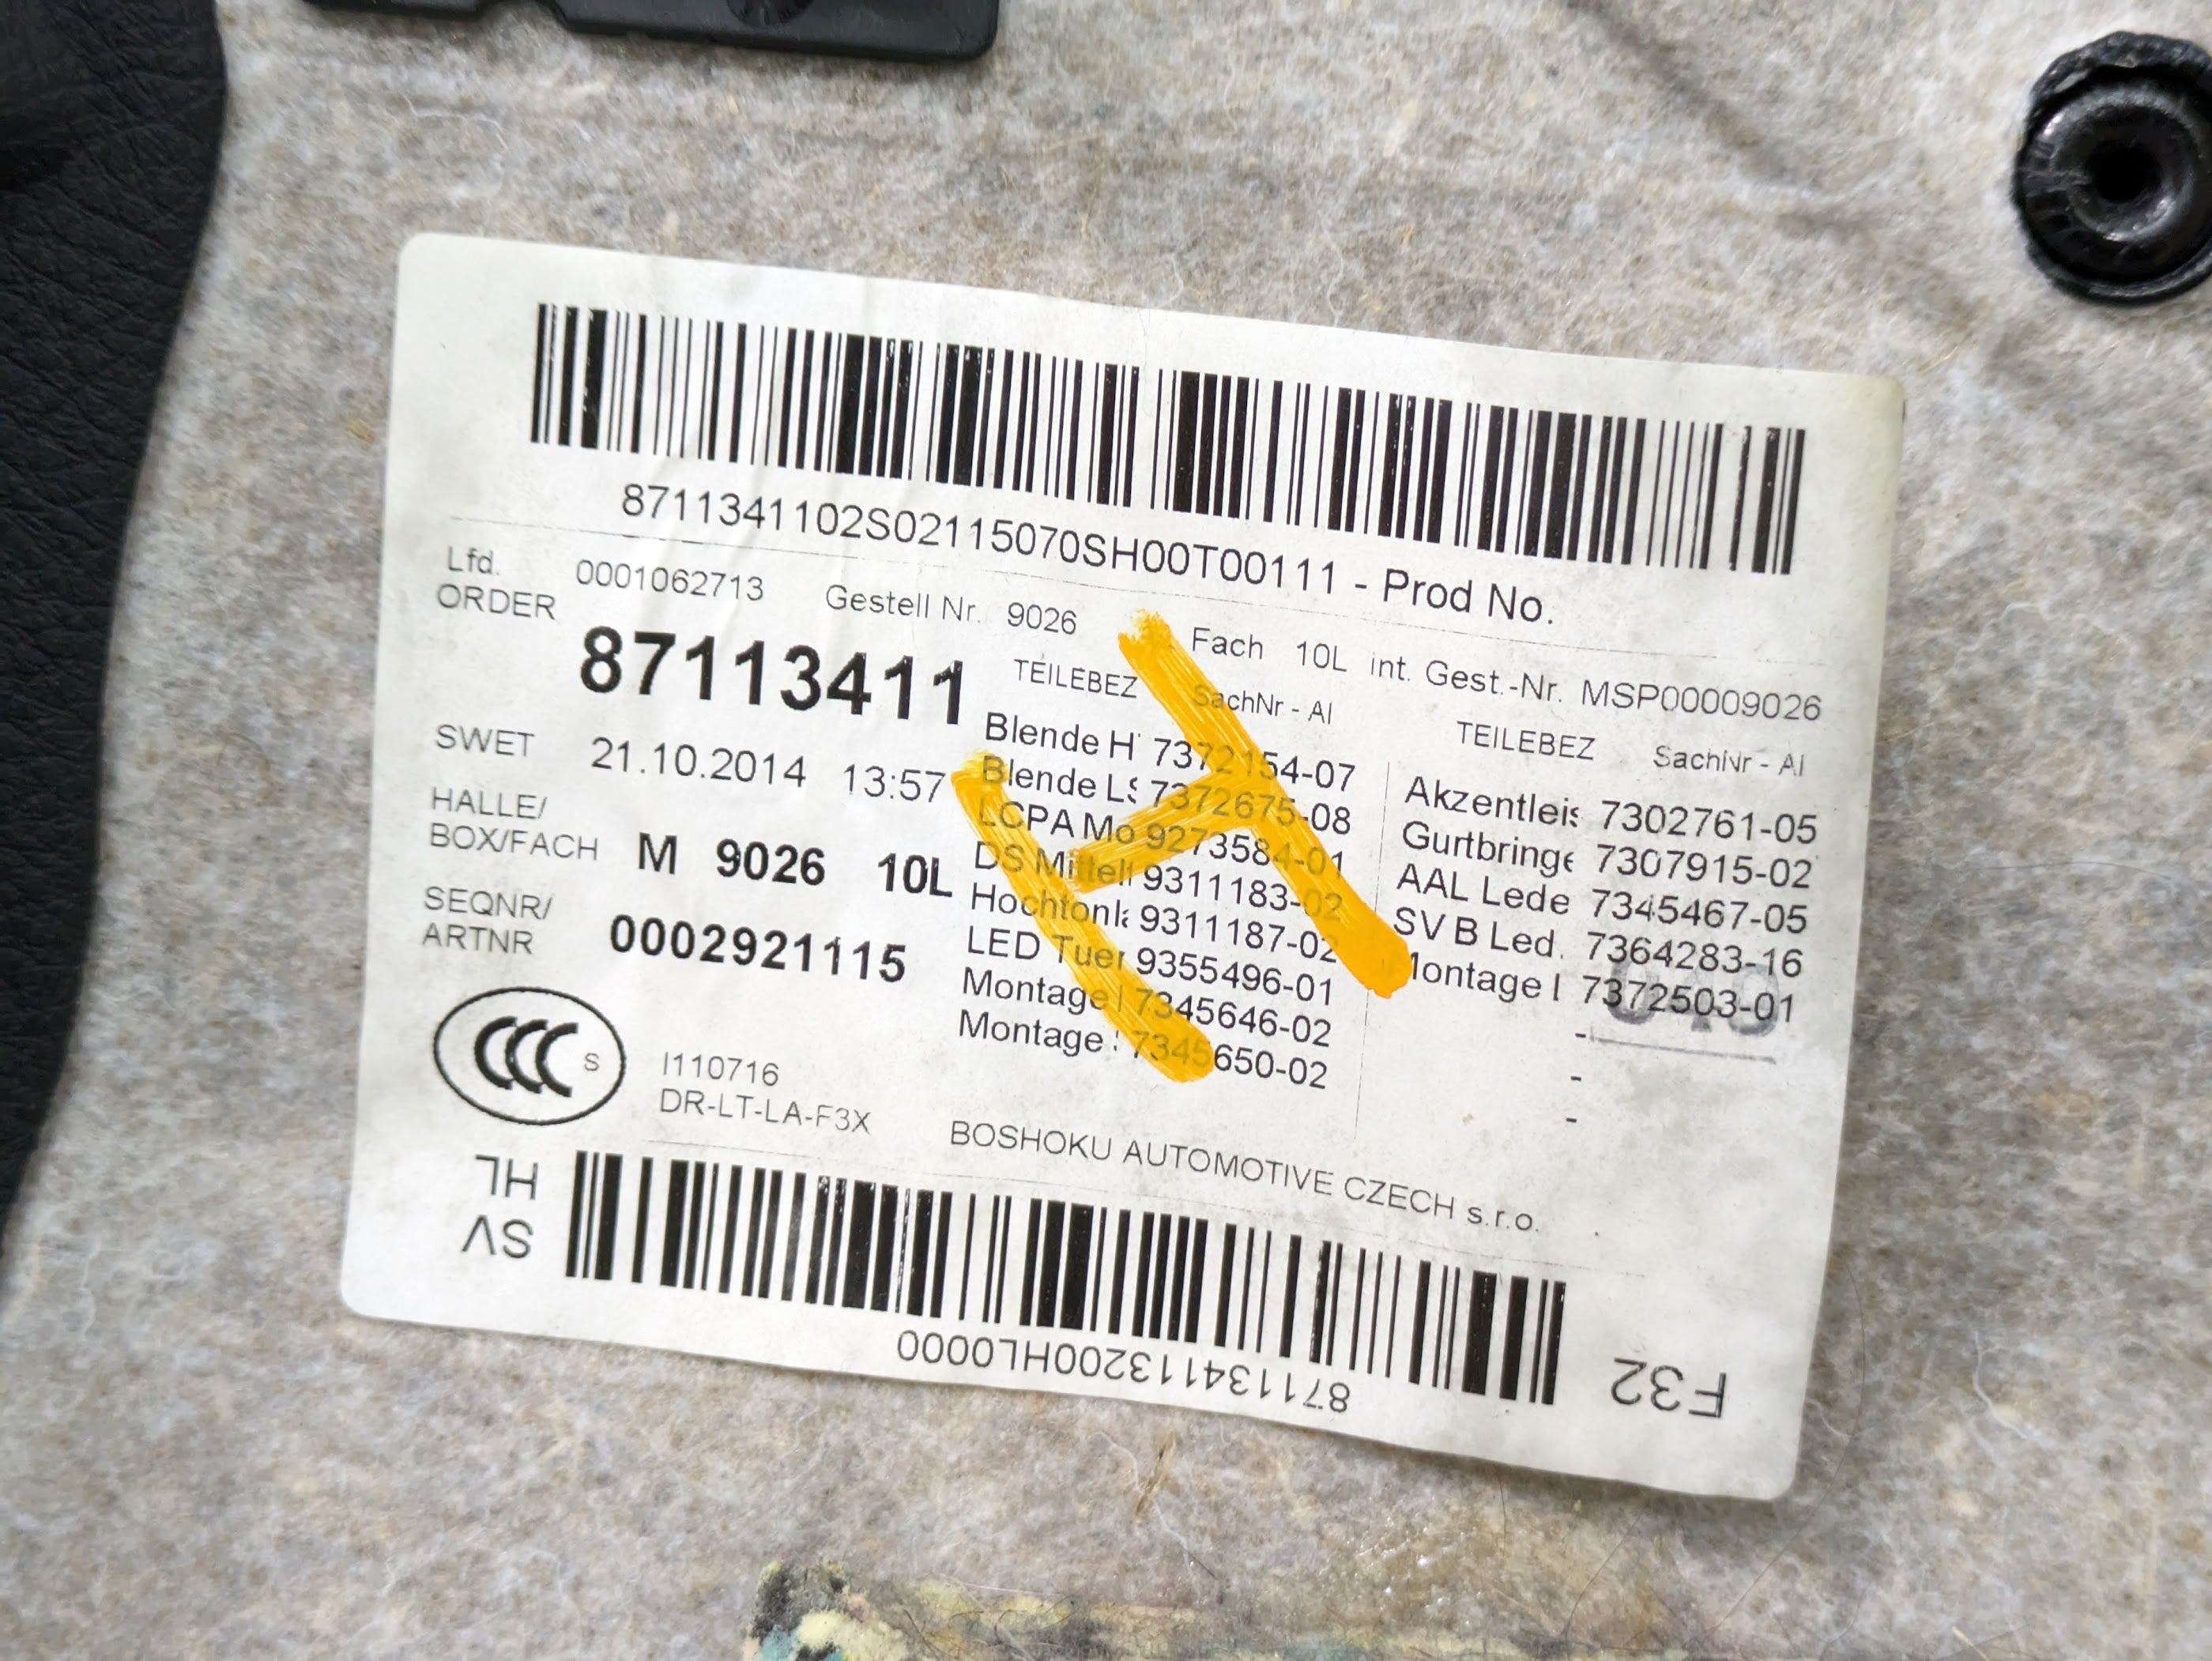 8711341102S02115070SH00T00111 - Prod No.
Lfd. 0001062713 Gestell Nr. 9026 Fach 10L int. Gest.-Nr. MSP00009026
ORDER 87113411
TEILEBEZ SachNr - AI TEILEBEZ SachNr - AI
SWET 21.10.2014 13:57
HALLE/
BOX/FACH M 9026 10L
SEQNR/
ARTNR 0002921115
Blende H 7372154-07
Blende LS 7372675-08
LCPA Mo 9273584-01
DS Mittelt 9311183-02
Hochtonla 9311187-02
LED Tuer 9355496-01
Montage I 7345646-02
Montage S 7345650-02
Akzentleis 7302761-05
Gurtbringe 7307915-02
AAL Lede 7345467-05
SV B Led. 7364283-16
Montage I 7372503-01
-
-
-
CCC S
I110716
DR-LT-LA-F3X
BOSHOKU AUTOMOTIVE CZECH s.r.o.
F32
SV
HL
871134113200HL0000
H